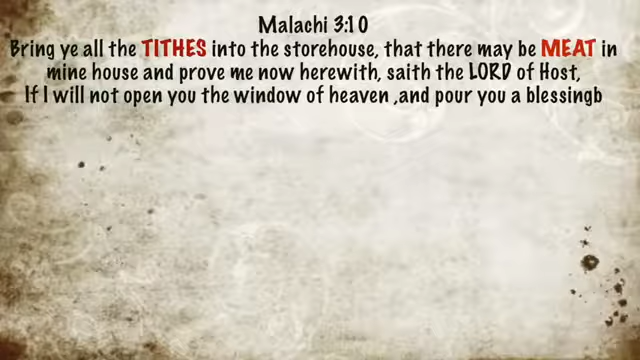 Malachi 3:10
Bring ye all the TITHES into the storehouse, that there may be MEAT in
mine house and prove me now herewith, saith the LORD of Host,
If I will not open you the window of heaven ,and pour you a blessingb